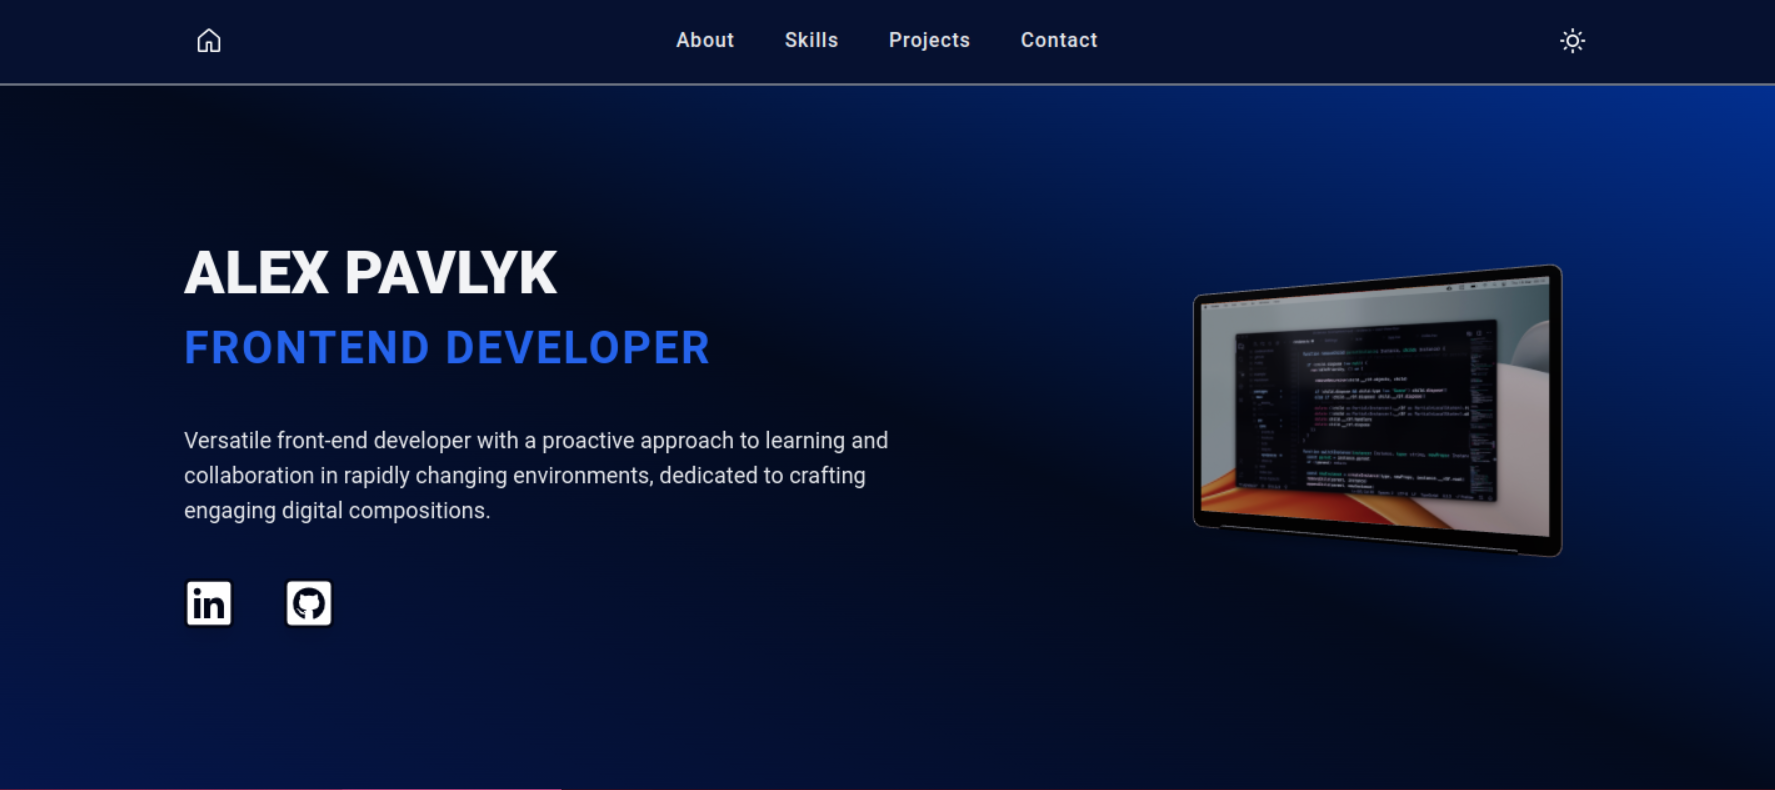 About Skills Projects Contact
ALEX PAVLYK
FRONTEND DEVELOPER
Versatile front-end developer with a proactive approach to learning and
collaboration in rapidly changing environments, dedicated to crafting
engaging digital compositions.
in